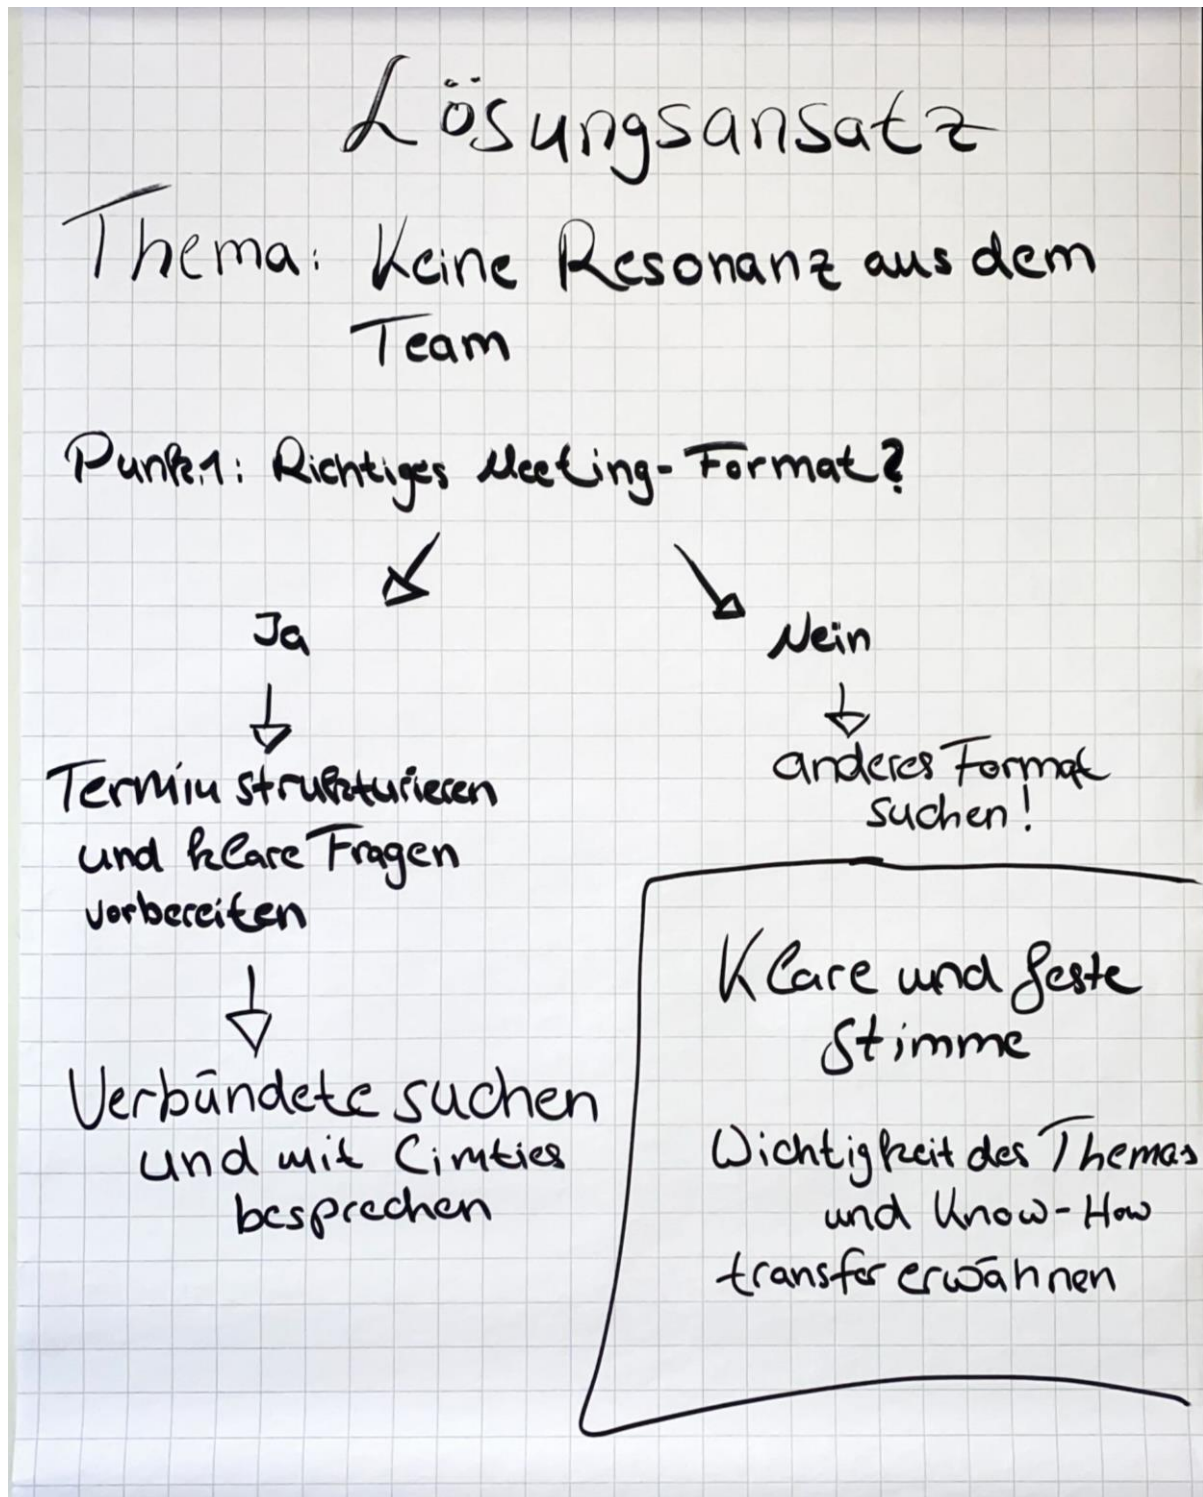 Lösungsansatz
Thema: Keine Resonanz aus dem
Team
Punkt 1: Richtiges Meeting-Format?
Ja
Nein
Termin strukturieren
und klare Fragen
vorbereiten
anderes Format
suchen!
Verbündete suchen
und mit
besprechen
Klare und feste
Stimme
Wichtigkeit des Themas
und Know-How
transfer erwähnen